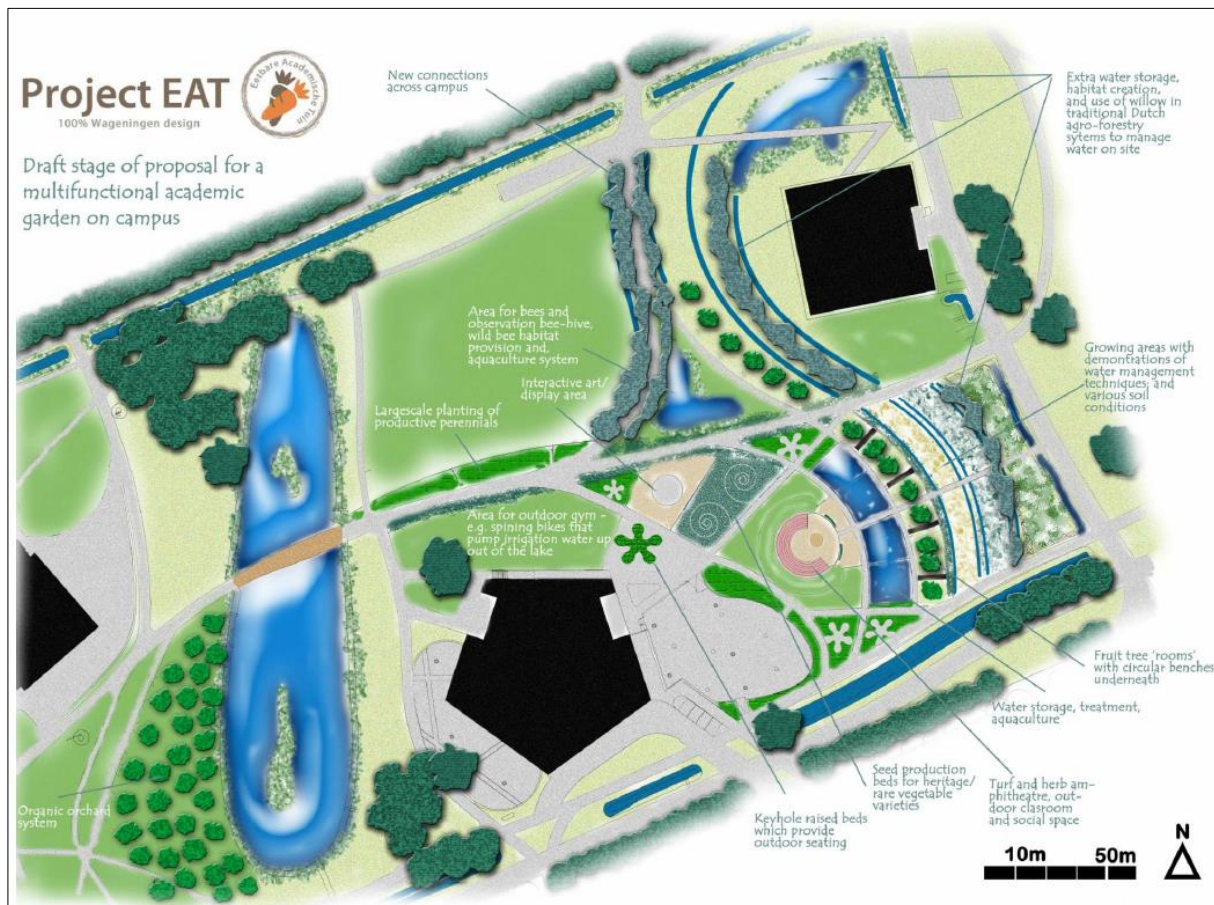 Project EAT
100% Wageningen design
Eetbare Academische Tuin
Draft stage of proposal for a
multifunctional academic
garden on campus
New connections
across campus
Extra water storage,
habitat creation,
and use of willow in
traditional Dutch
agro-forestry
sytems to manage
water on site
Area for bees and
observation bee-hive,
wild bee habitat
provision and,
aquaculture system
Interactive art/
display area
Largescale planting of
productive perennials
Growing areas with
demontrations of
water management
techniques, and
various soil
conditions
Area for outdoor gym -
e.g. spining bikes that
pump irrigation water up
out of the lake
Fruit tree 'rooms'
with circular benches
underneath
Water storage, treatment,
aquaculture
Organic orchard
system
Keyhole raised beds
which provide
outdoor seating
Seed production
beds for heritage/
rare vegetable
varieties
Turf and herb am-
phitheatre, out-
door clasroom
and social space
10m 50m
N